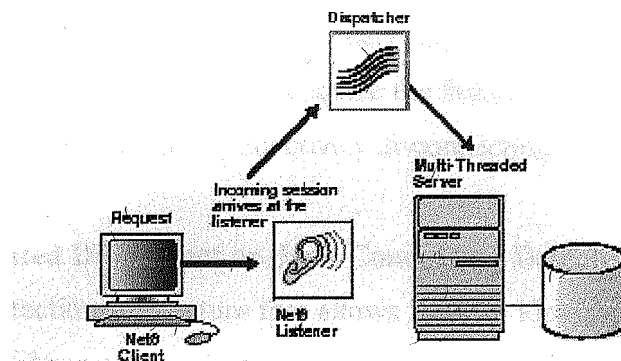 Dispatcher
Multi-Threaded
Server
Incoming session
arrives at the
listener
Request
Net8
Listener
Net8
Client